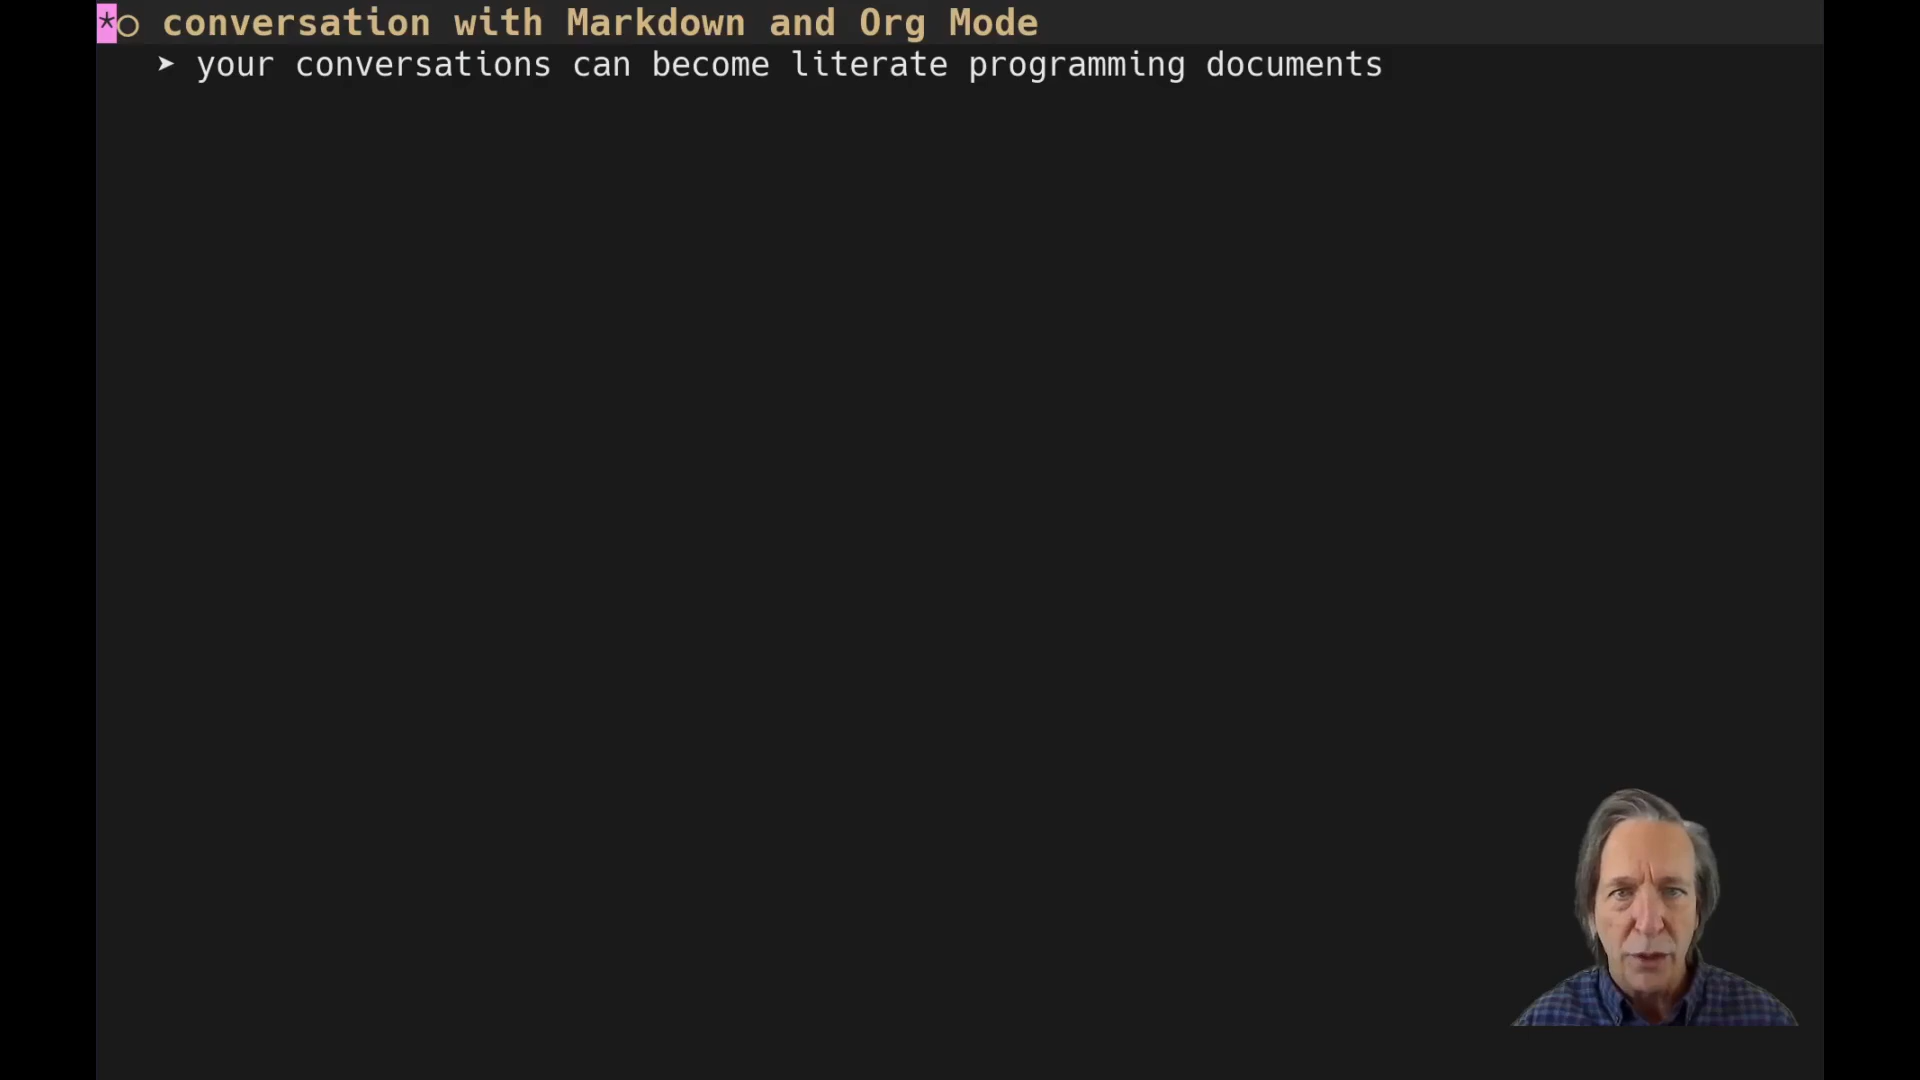 *○ conversation with Markdown and Org Mode
➤ your conversations can become literate programming documents